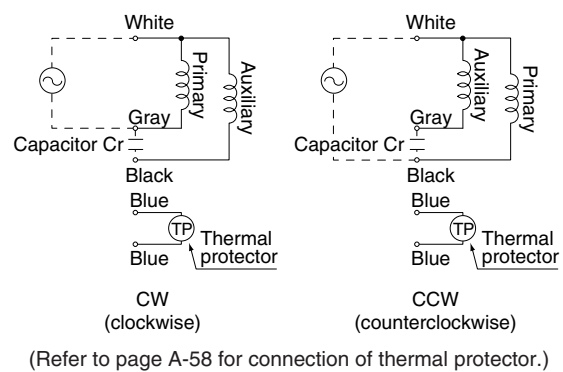 White
Primary
Auxiliary
Gray
Capacitor Cr
Black
Blue
TP
Thermal
protector
Blue
CW
(clockwise)
White
Auxiliary
Primary
Gray
Capacitor Cr
Black
Blue
TP
Thermal
protector
Blue
CCW
(counterclockwise)
(Refer to page A-58 for connection of thermal protector.)